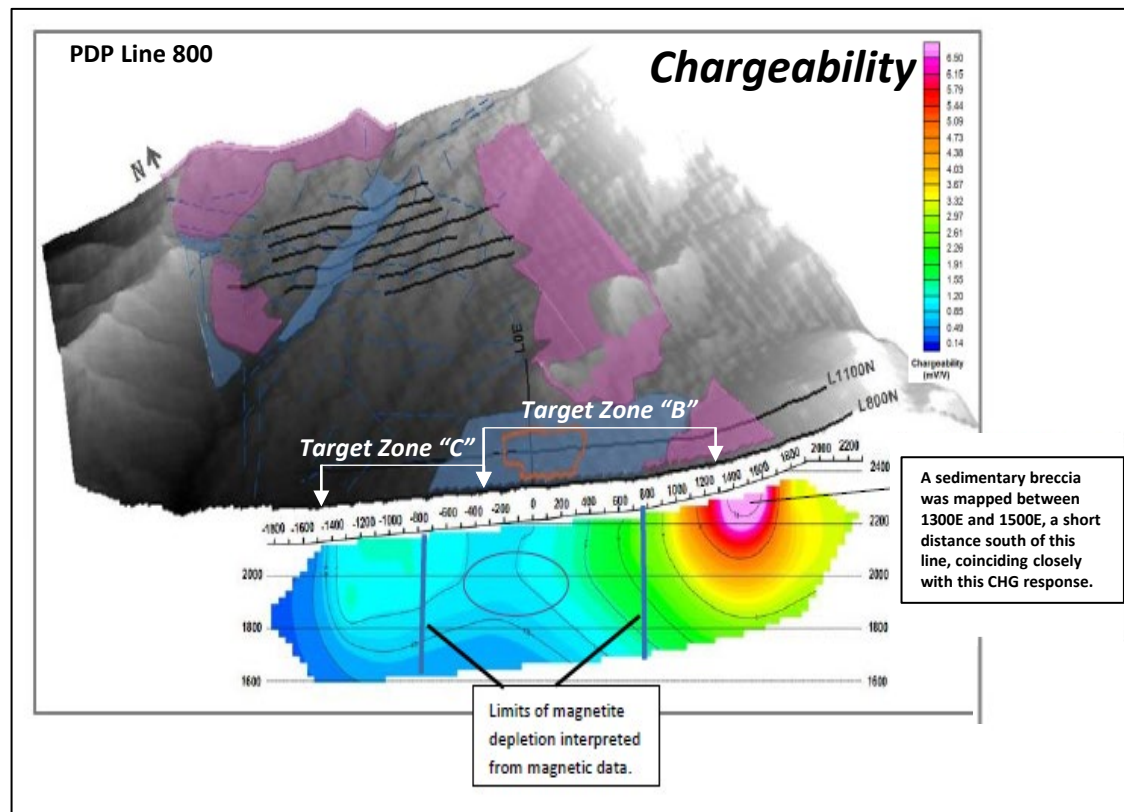 PDP Line 800
Chargeability
N
6.50
6.15
5.79
5.44
5.09
4.73
4.38
4.03
3.67
3.32
2.97
2.61
2.26
1.91
1.55
1.20
0.85
0.49
0.14
Chargeability
(mV/V)
L0E
L1100N
L800N
Target Zone “B”
Target Zone “C”
-1800 -1600 -1400 -1200 -1000 -800 -600 -400 -200 0 200 400 600 800 1000 1200 1400 1600 1800 2000 2200
2400
2200
2000
1800
1600
2200
2000
1800
1600
A sedimentary breccia
was mapped between
1300E and 1500E, a short
distance south of this
line, coinciding closely
with this CHG response.
Limits of magnetite
depletion interpreted
from magnetic data.